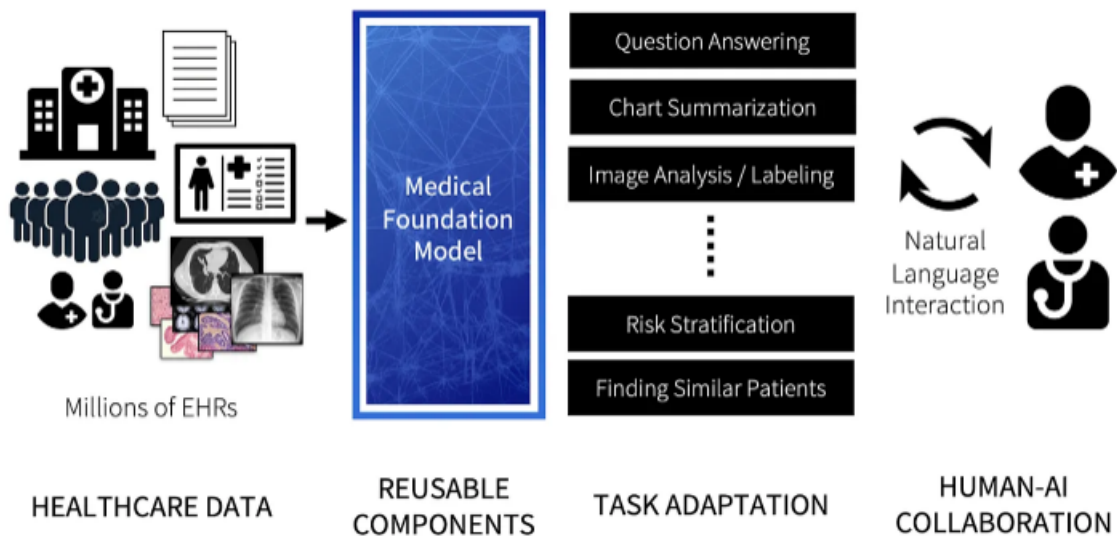 Millions of EHRs
HEALTHCARE DATA
Medical
Foundation
Model
REUSABLE
COMPONENTS
Question Answering
Chart Summarization
Image Analysis / Labeling
Risk Stratification
Finding Similar Patients
TASK ADAPTATION
Natural
Language
Interaction
HUMAN-AI
COLLABORATION